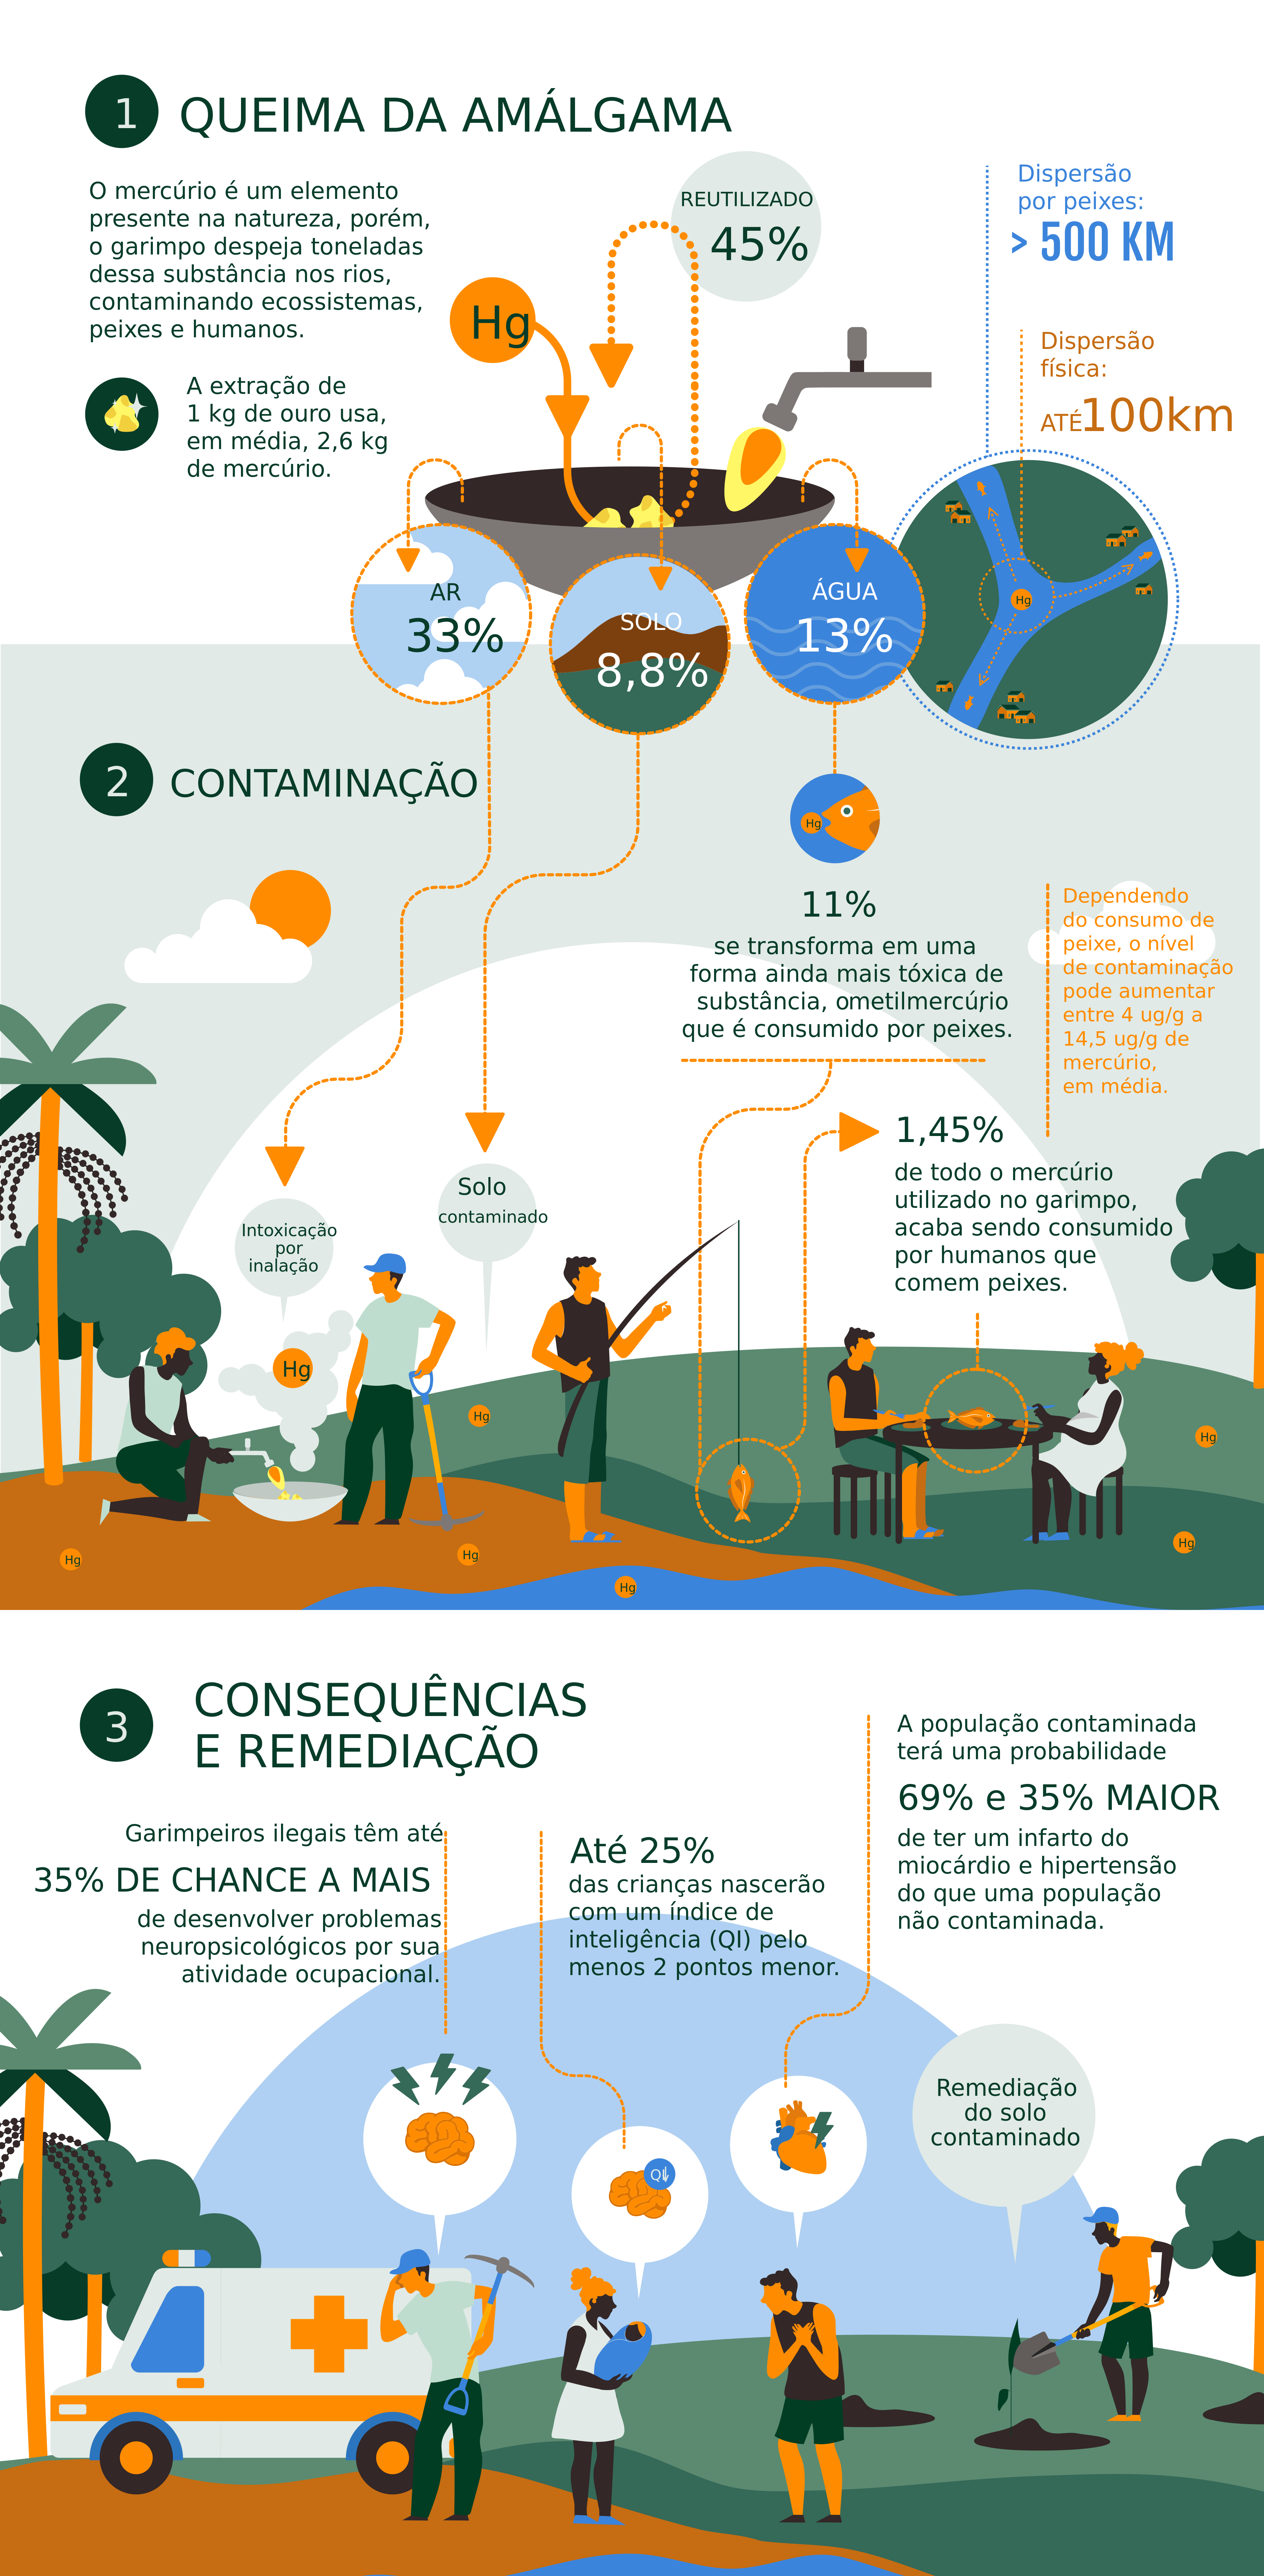 1
QUEIMA DA AMÁLGAMA
O mercúrio é um elemento
presente na natureza, porém,
o garimpo despeja toneladas
dessa substância nos rios,
contaminando ecossistemas,
peixes e humanos.
A extração de
1 kg de ouro usa,
em média, 2,6 kg
de mercúrio.
Hg
REUTILIZADO
45%
Dispersão
por peixes:
> 500 KM
Dispersão
física:
ATÉ100km
AR
33%
SOLO
8,8%
ÁGUA
13%
Hg
2
CONTAMINAÇÃO
Hg
11%
se transforma em uma
forma ainda mais tóxica de
substância, ometilmercúrio,
que é consumido por peixes.
Dependendo
do consumo de
peixe, o nível
de contaminação
pode aumentar
entre 4 ug/g a
14,5 ug/g de
mercúrio,
em média.
1,45%
de todo o mercúrio
utilizado no garimpo,
acaba sendo consumido
por humanos que
comem peixes.
Intoxicação
por
inalação
Solo
contaminado
Hg
Hg
Hg
Hg
Hg
Hg
Hg
3
CONSEQUÊNCIAS
E REMEDIAÇÃO
Garimpeiros ilegais têm até
35% DE CHANCE A MAIS
de desenvolver problemas
neuropsicológicos por sua
atividade ocupacional.
Até 25%
das crianças nascerão
com um índice de
inteligência (QI) pelo
menos 2 pontos menor.
A população contaminada
terá uma probabilidade
69% e 35% MAIOR
de ter um infarto do
miocárdio e hipertensão
do que uma população
não contaminada.
QI
Remediação
do solo
contaminado